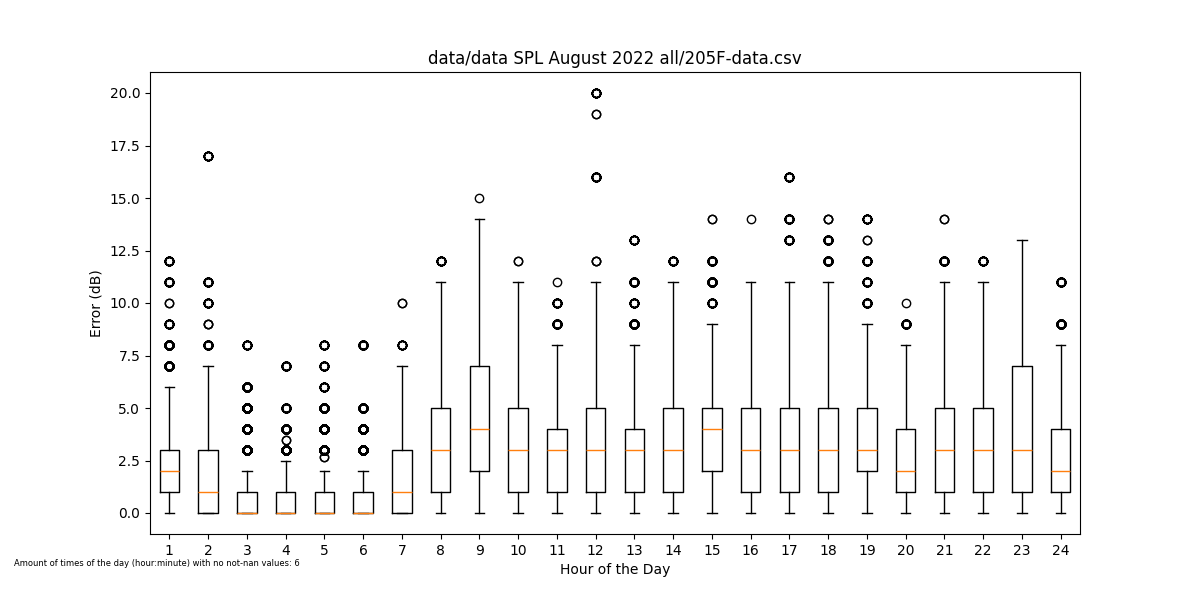 data/data SPL August 2022 all/205F-data.csv
20.0
17.5
15.0
12.5
10.0
7.5
5.0
2.5
0.0
Error (dB)
1 2 3 4 5 6 7 8 9 10 11 12 13 14 15 16 17 18 19 20 21 22 23 24
Hour of the Day
Amount of times of the day (hour:minute) with no not-nan values: 6